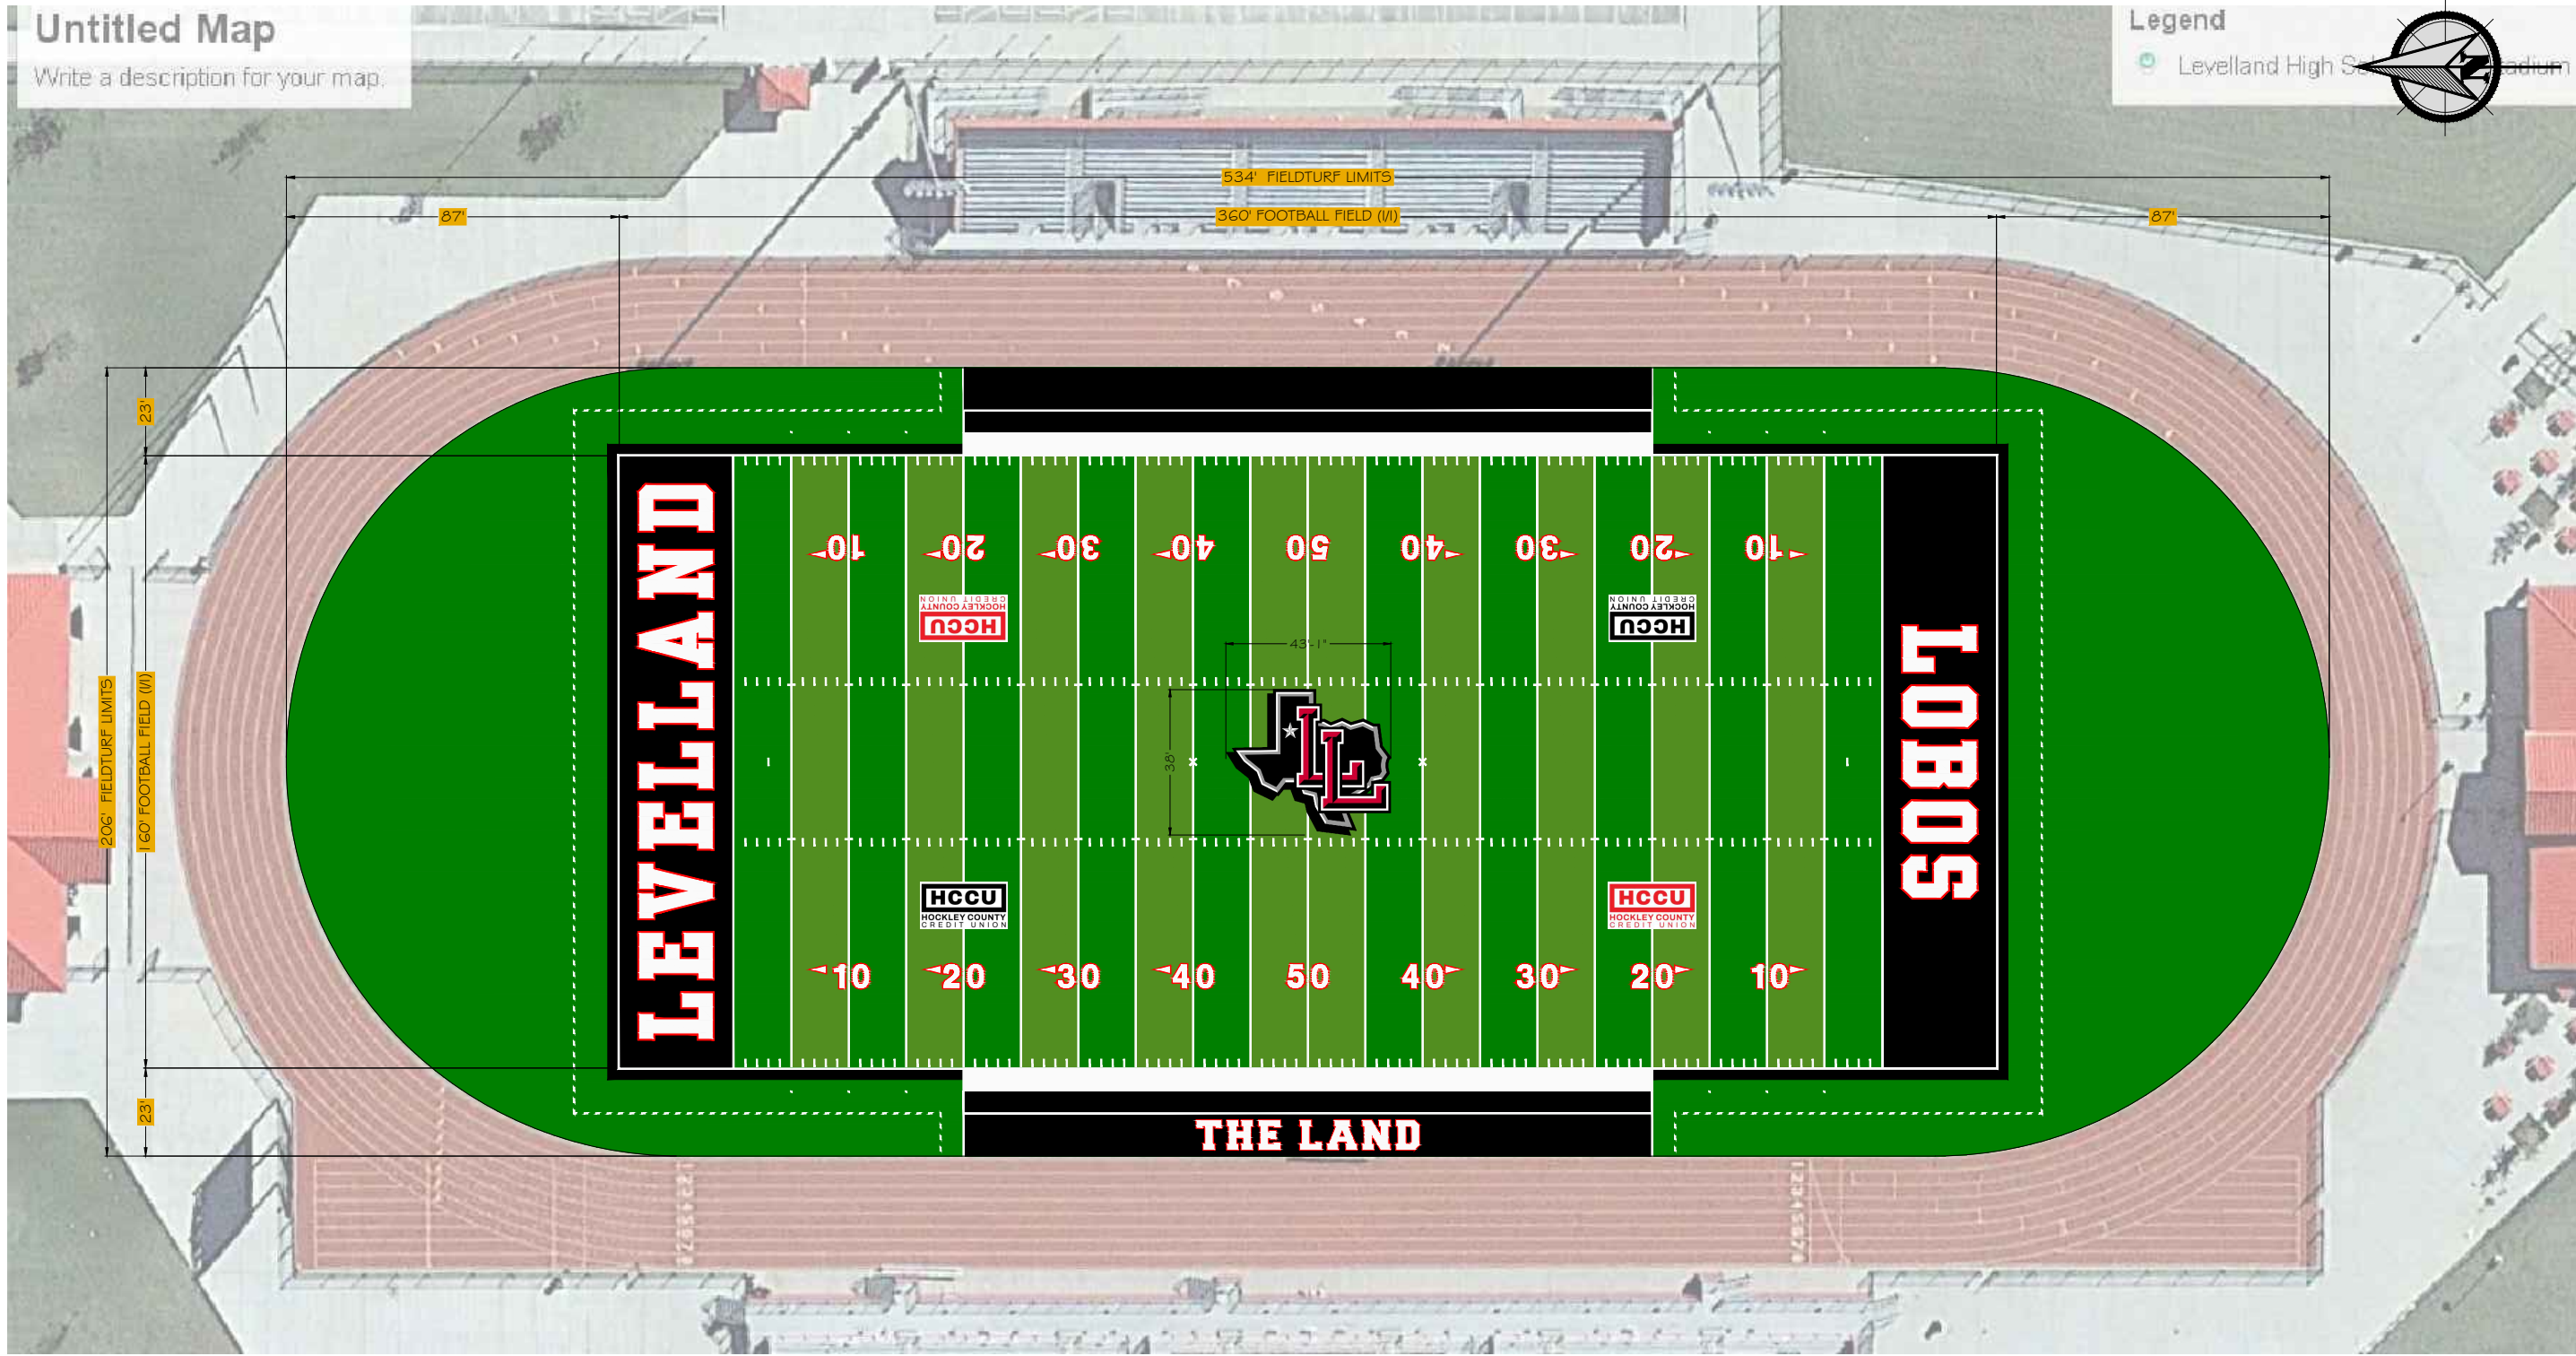 Untitled Map
Write a description for your map.
Legend
Levelland High
N
534' FIELDTURF LIMITS
87'
360' FOOTBALL FIELD (I/I)
87'
23'
206' FIELDTURF LIMITS
160' FOOTBALL FIELD (I/I)
23'
LEVELLAND
LOBOS
10 20 30 40 50 40 30 20 10
HCCU
HOCKLEY COUNTY
CREDIT UNION
HCCU
HOCKLEY COUNTY
CREDIT UNION
43'-1"
38'
LL
HCCU
HOCKLEY COUNTY
CREDIT UNION
HCCU
HOCKLEY COUNTY
CREDIT UNION
10 20 30 40 50 40 30 20 10
THE LAND